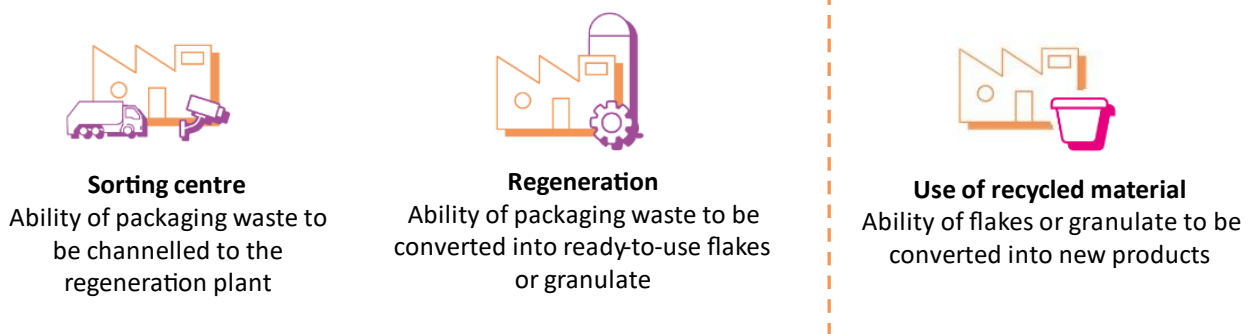 Sorting centre
Ability of packaging waste to
be channelled to the
regeneration plant
Regeneration
Ability of packaging waste to be
converted into ready-to-use flakes
or granulate
Use of recycled material
Ability of flakes or granulate to be
converted into new products